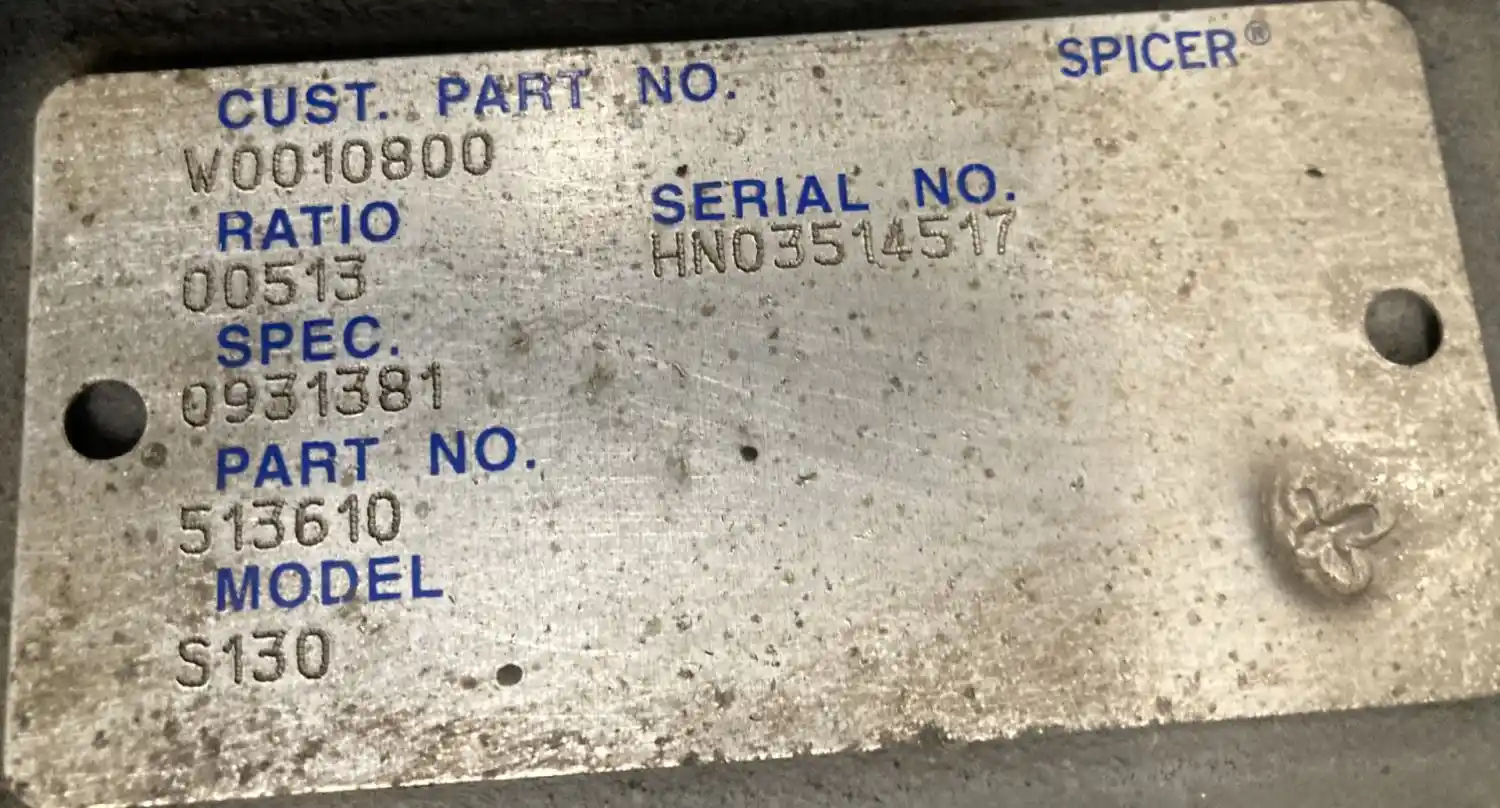 SPICER®
CUST. PART NO.
W0010800
RATIO
00513
SERIAL NO.
HN03514517
SPEC.
0931381
PART NO.
513610
MODEL
S130